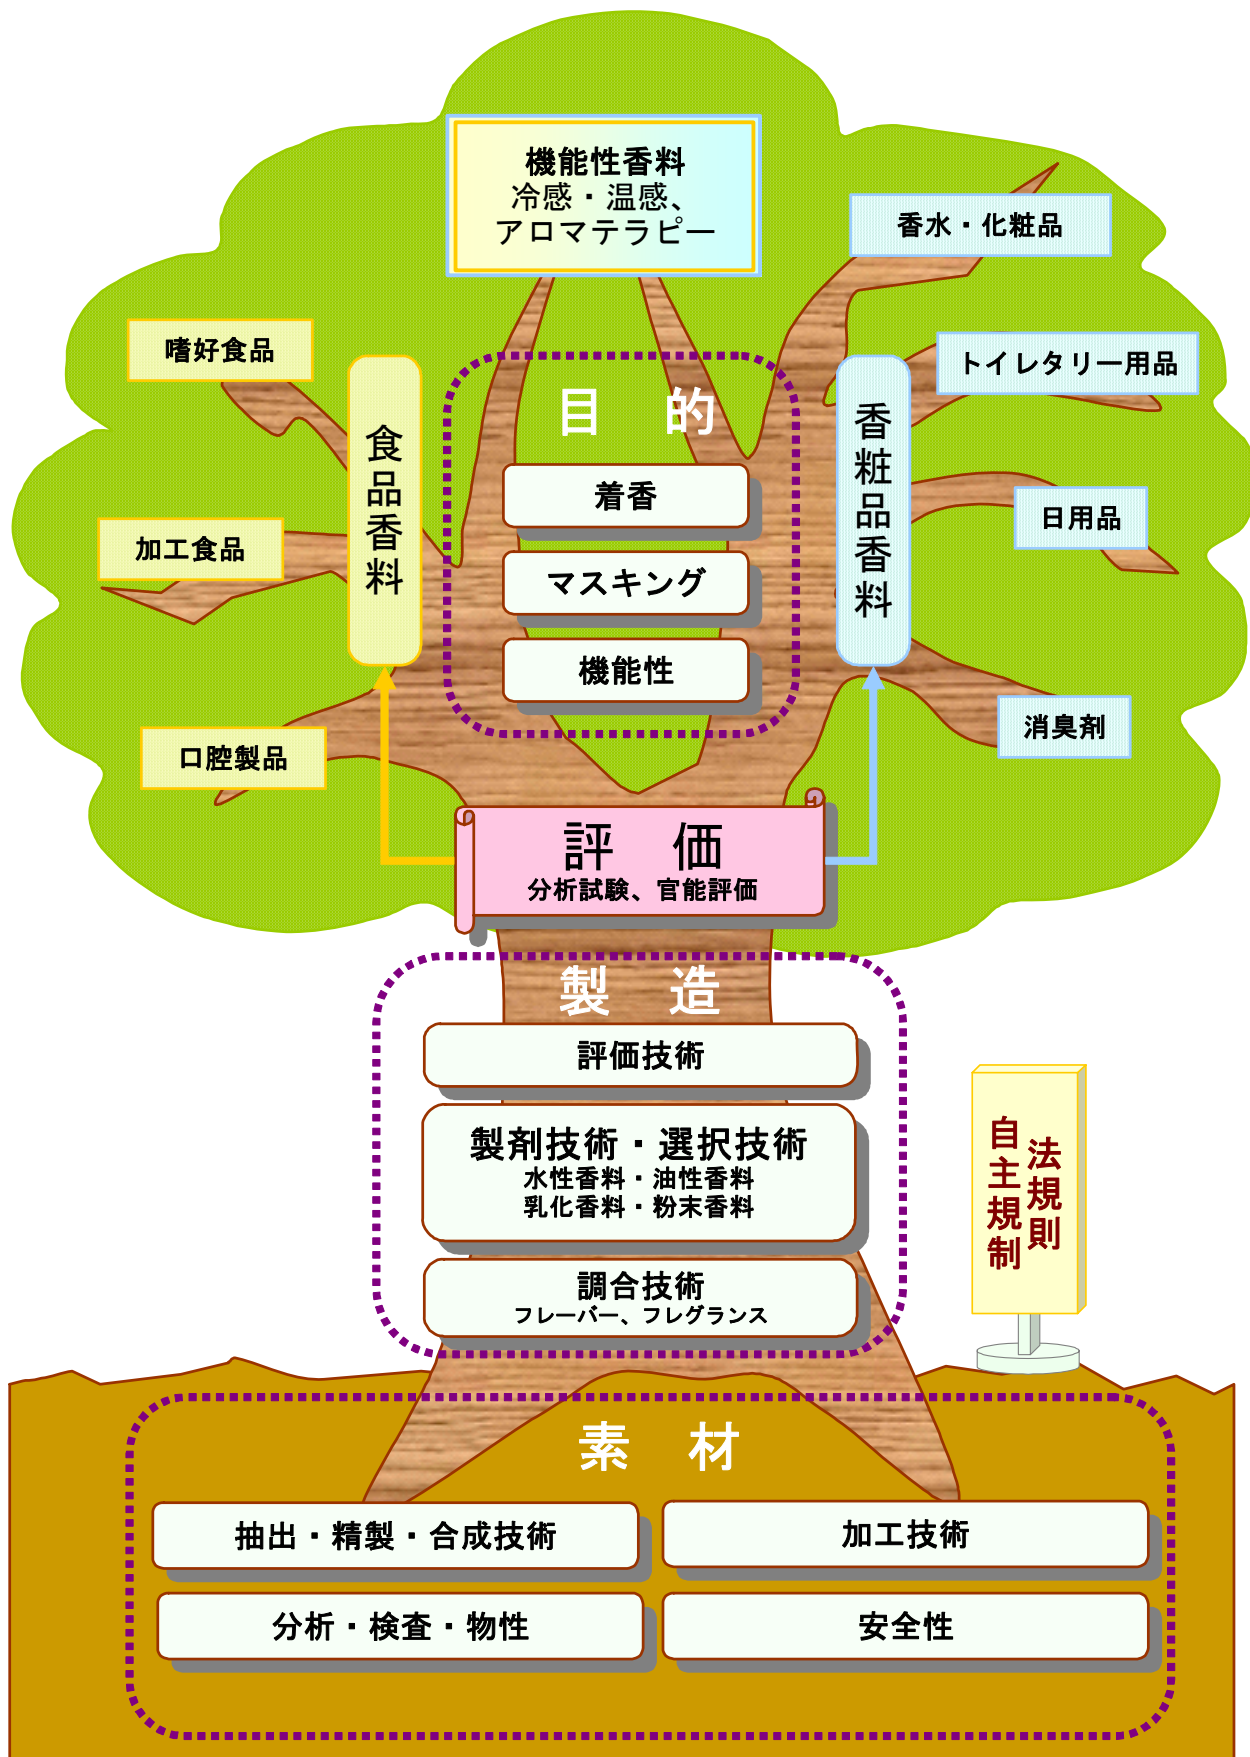 機能性香料
冷感・温感、
アロマテラピー
香水・化粧品
嗜好食品
トイレタリー用品
食品香料
目 的
香粧品香料
着香
日用品
加工食品
マスキング
機能性
消臭剤
口腔製品
評 価
分析試験、官能評価
製 造
評価技術
製剤技術・選択技術
水性香料・油性香料
乳化香料・粉末香料
法規則
自主規制
調合技術
フレーバー、フレグランス
素 材
抽出・精製・合成技術
加工技術
分析・検査・物性
安全性